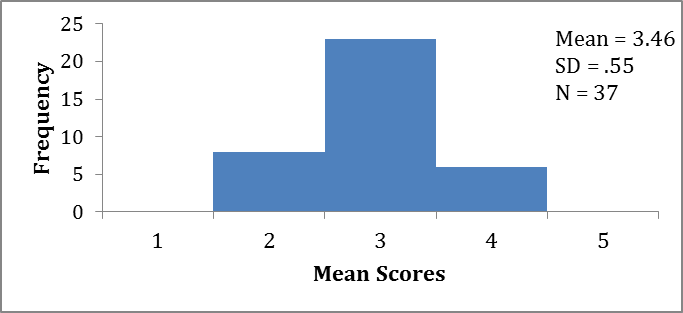 25
20
15
10
5
0
Frequency
Mean = 3.46
SD = .55
N = 37
1 2 3 4 5
Mean Scores